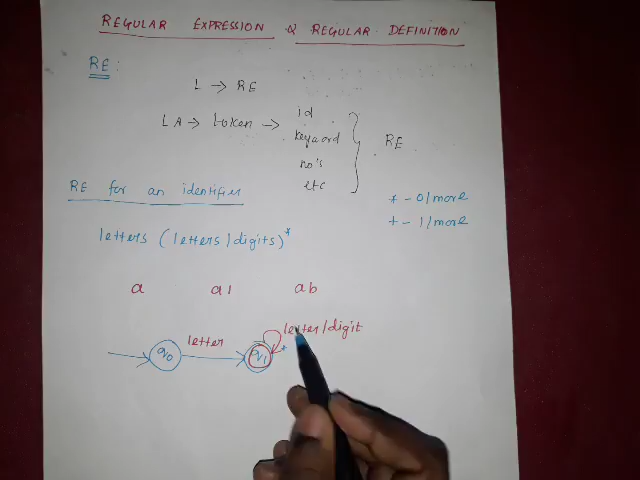 REGULAR EXPRESSION & REGULAR DEFINITION
RE:
L → RE
LA → token → id
keyword
no's
etc
RE
RE for an identifier
* - 0/more
+ - 1/more
letters (letters/digits)*
a a1 ab
letter
letter/digit
q0 q1 *